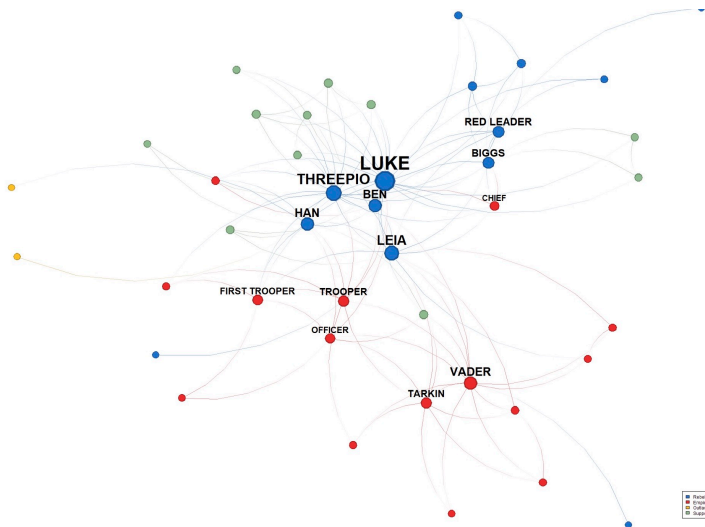 RED LEADER
LUKE
BIGGS
THREEPIO
BEN
CHIEF
HAN
LEIA
FIRST TROOPER
TROOPER
OFFICER
VADER
TARKIN